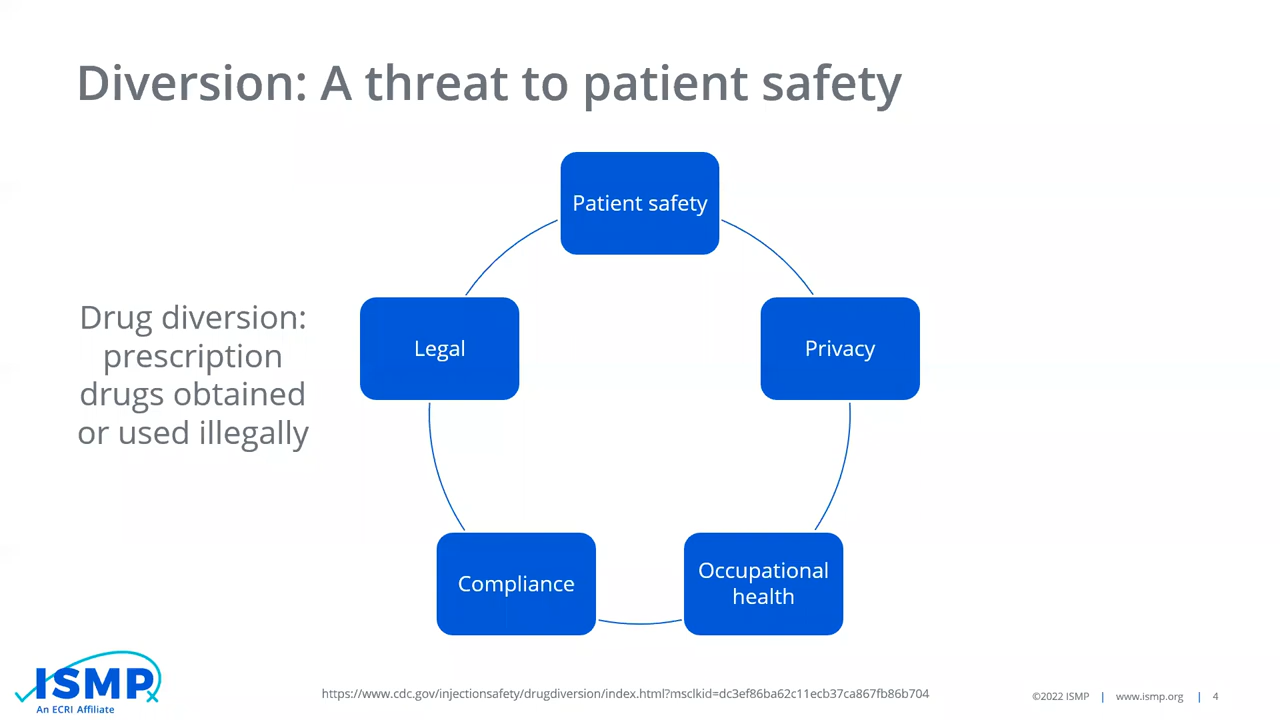 Diversion: A threat to patient safety
Patient safety
Drug diversion:
prescription
drugs obtained
or used illegally
Legal
Privacy
Compliance
Occupational
health
ISMP
An ECRI Affiliate
https://www.cdc.gov/injectionsafety/drugdiversion/index.html?msclkid=dc3ef86ba62c11ecb37ca867fb86b704
©2022 ISMP | www.ismp.org | 4